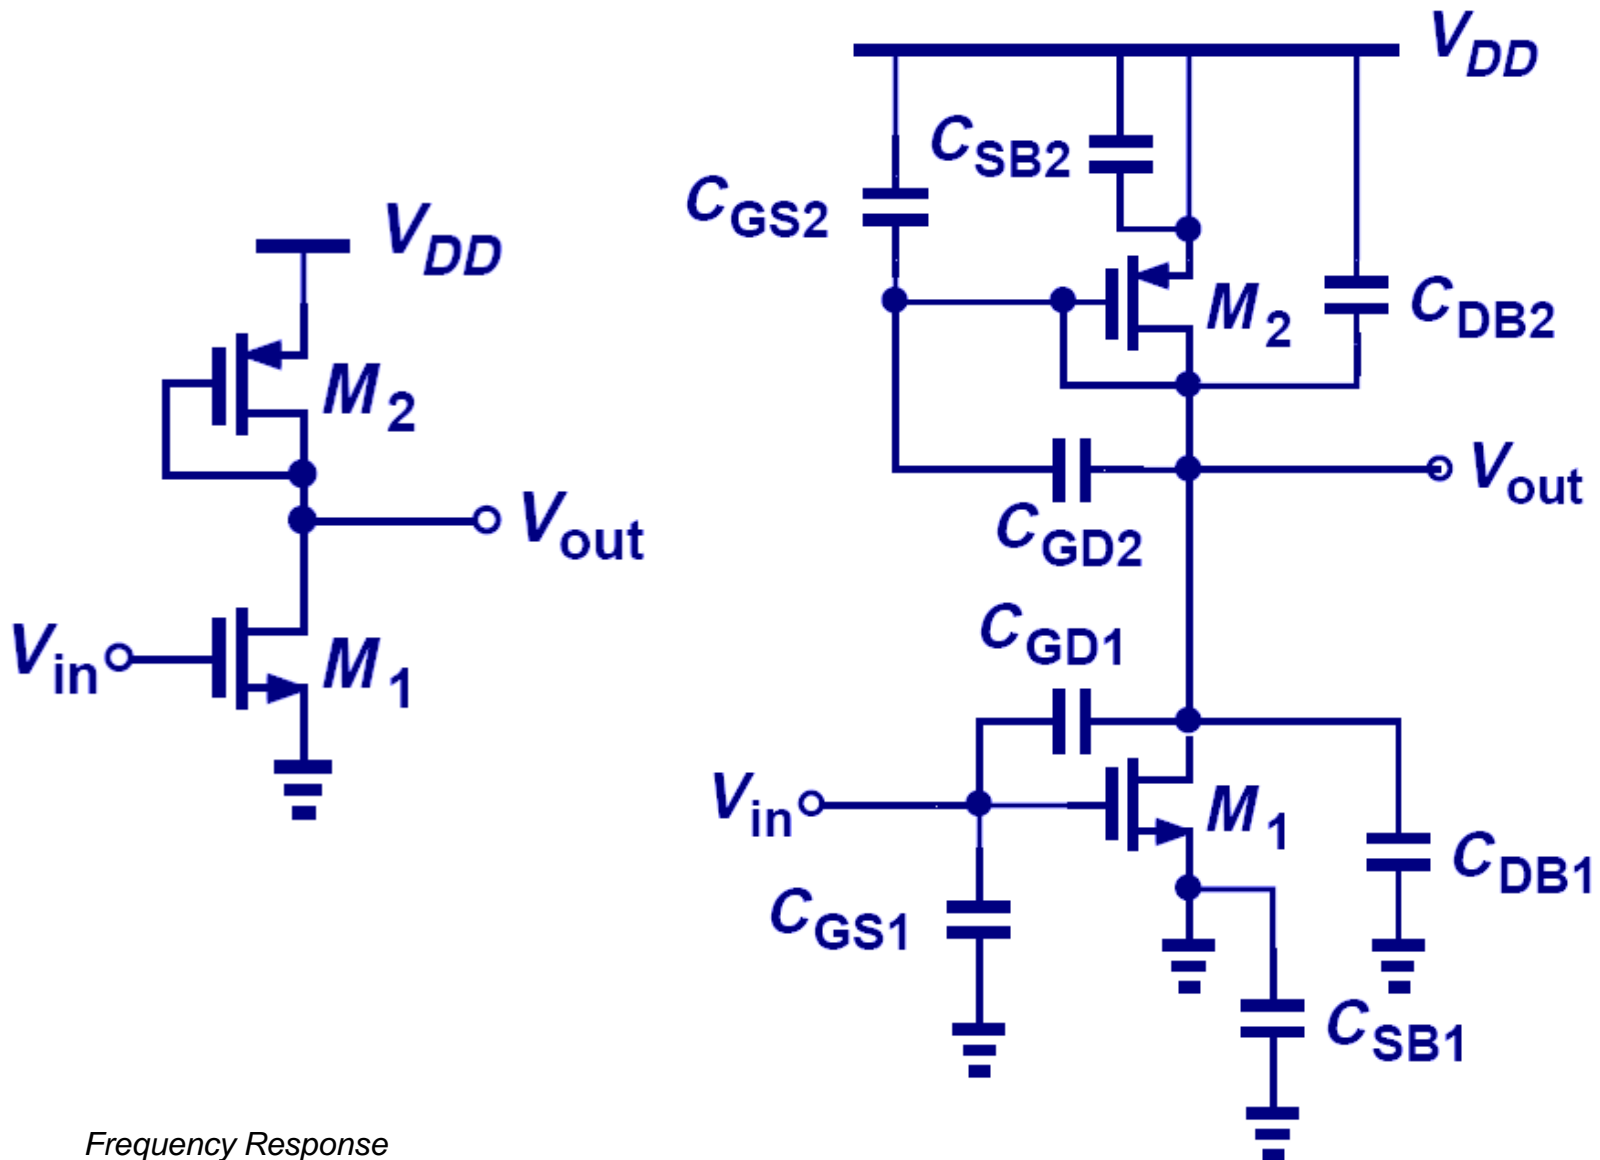 VDD
M2
Vout
Vin
M1
VDD
CSB2
CGS2
M2
CDB2
Vout
CGD2
CGD1
Vin
M1
CDB1
CGS1
CSB1
Frequency Response